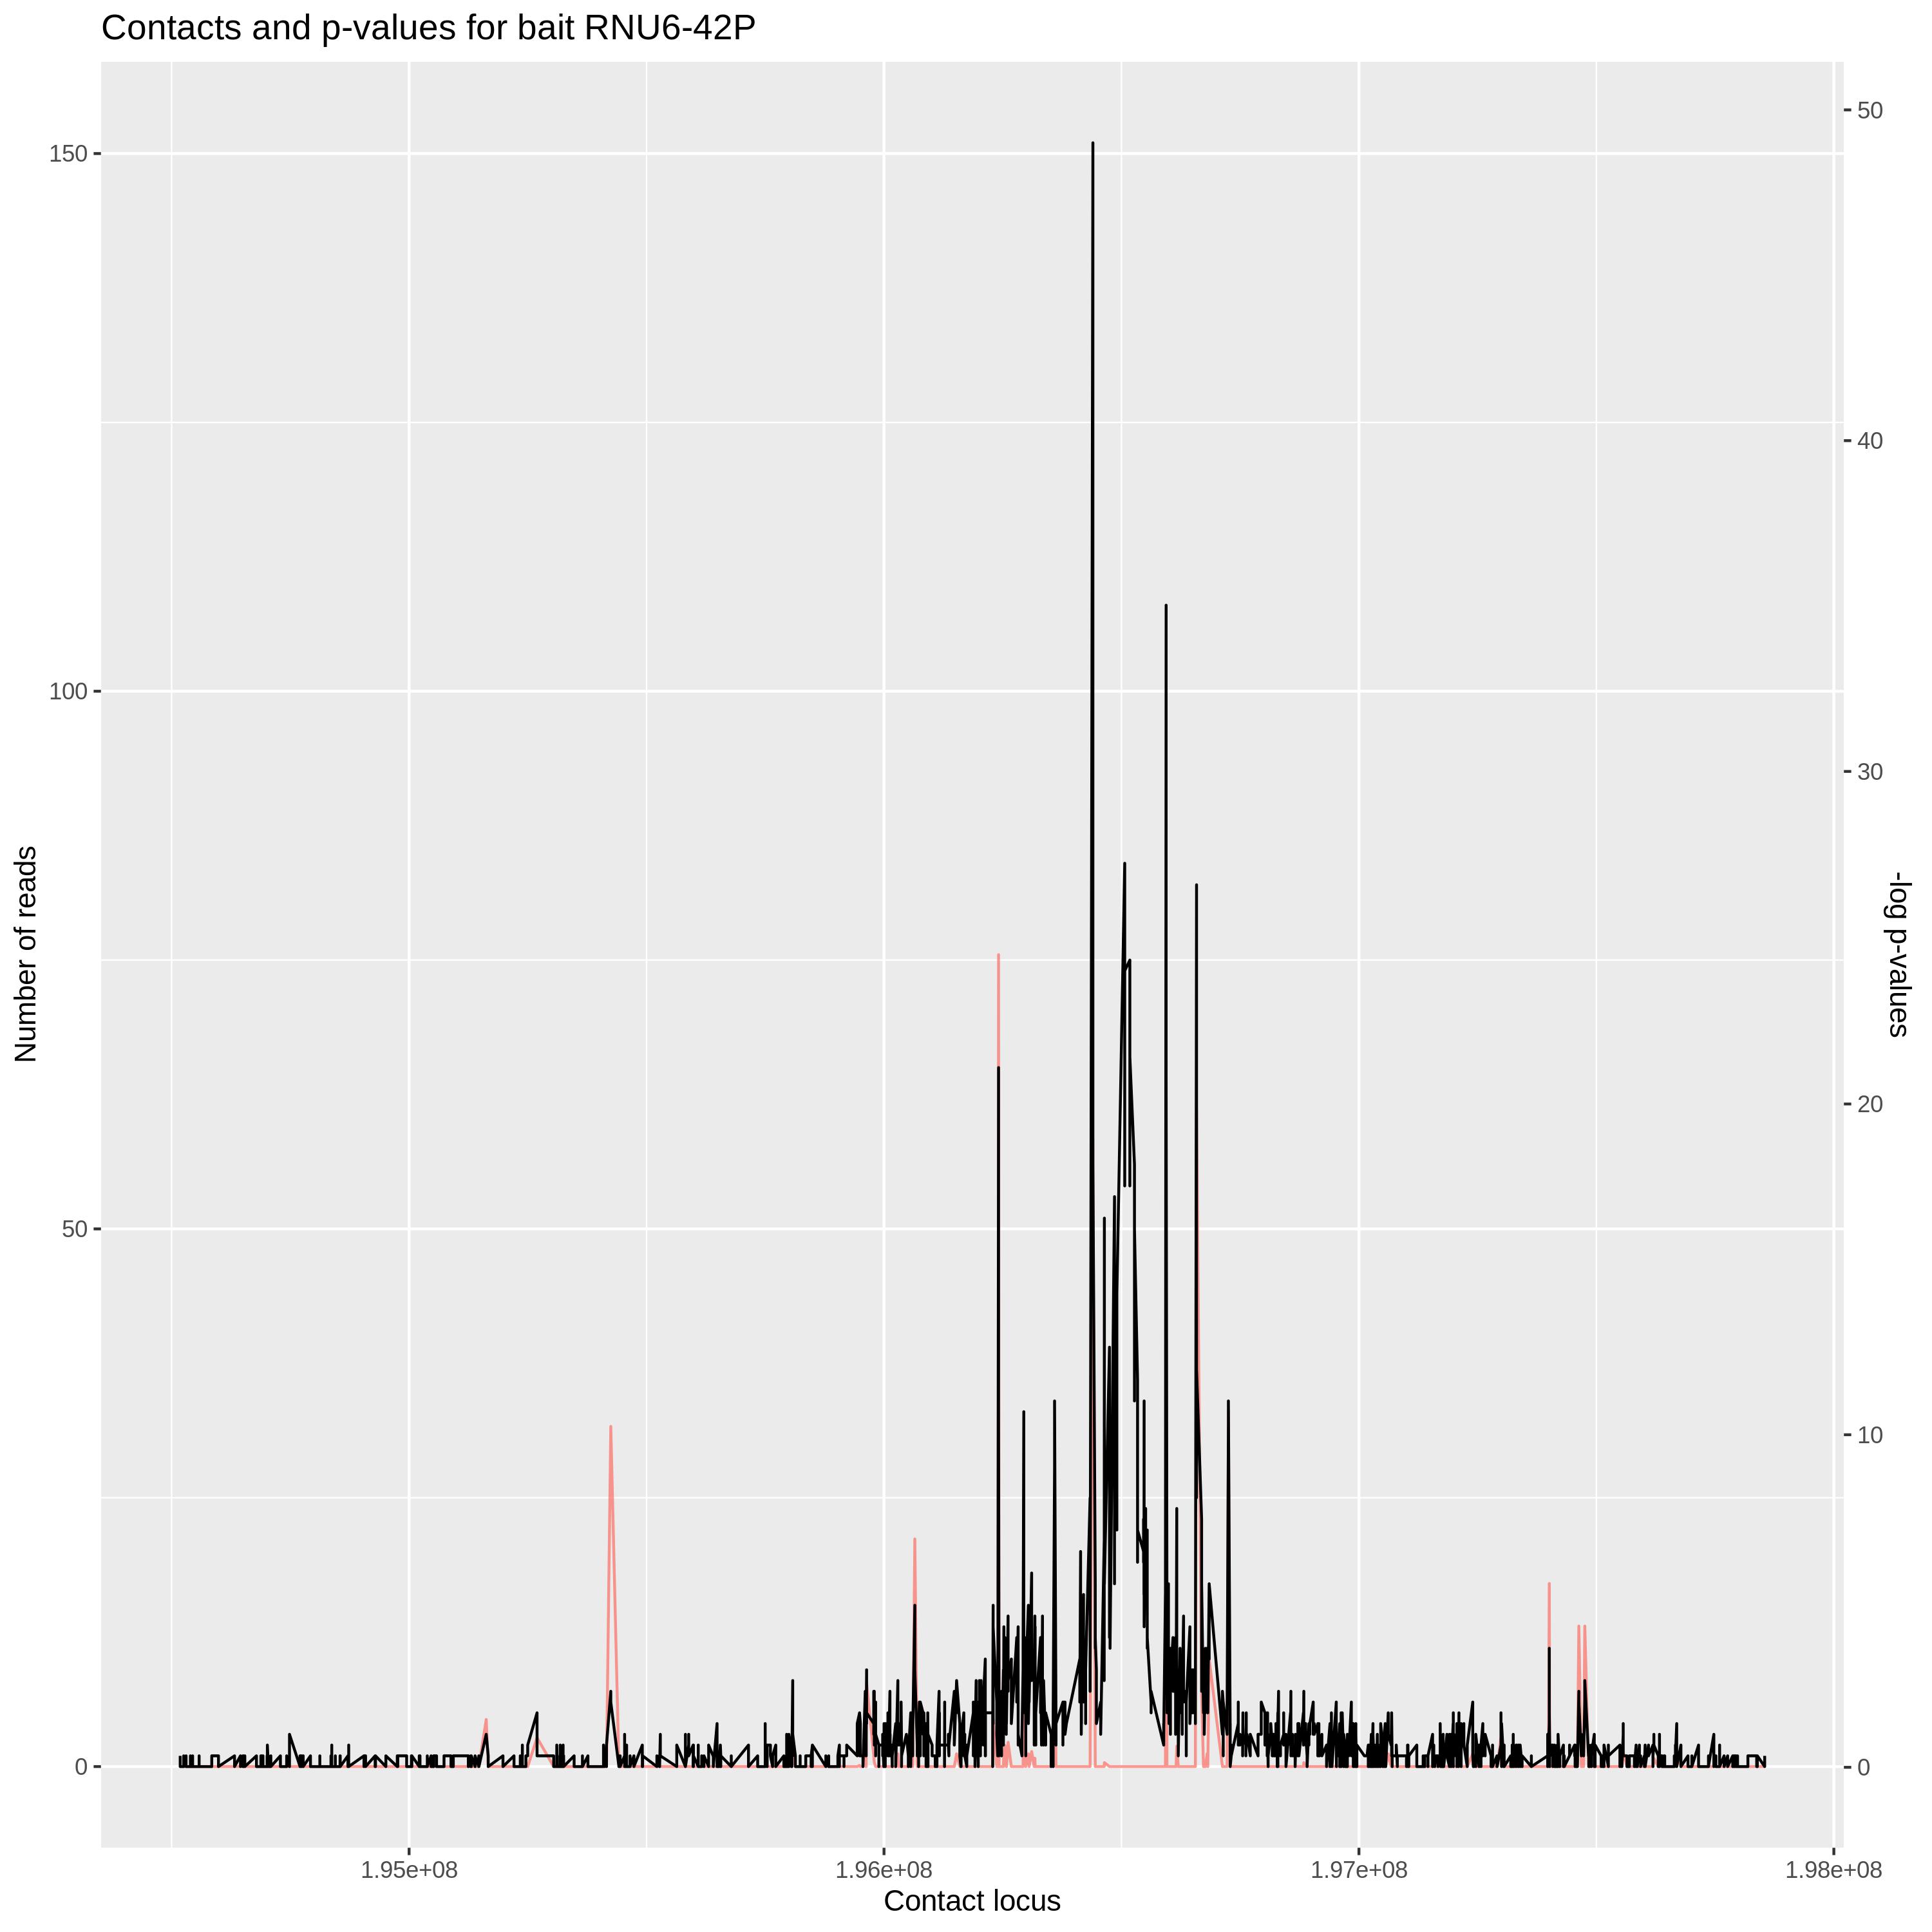 Contacts and p-values for bait RNU6-42P
150
100
50
0
Number of reads
50
40
30
20
10
0
-log p-values
1.95e+08 1.96e+08 1.97e+08 1.98e+08
Contact locus